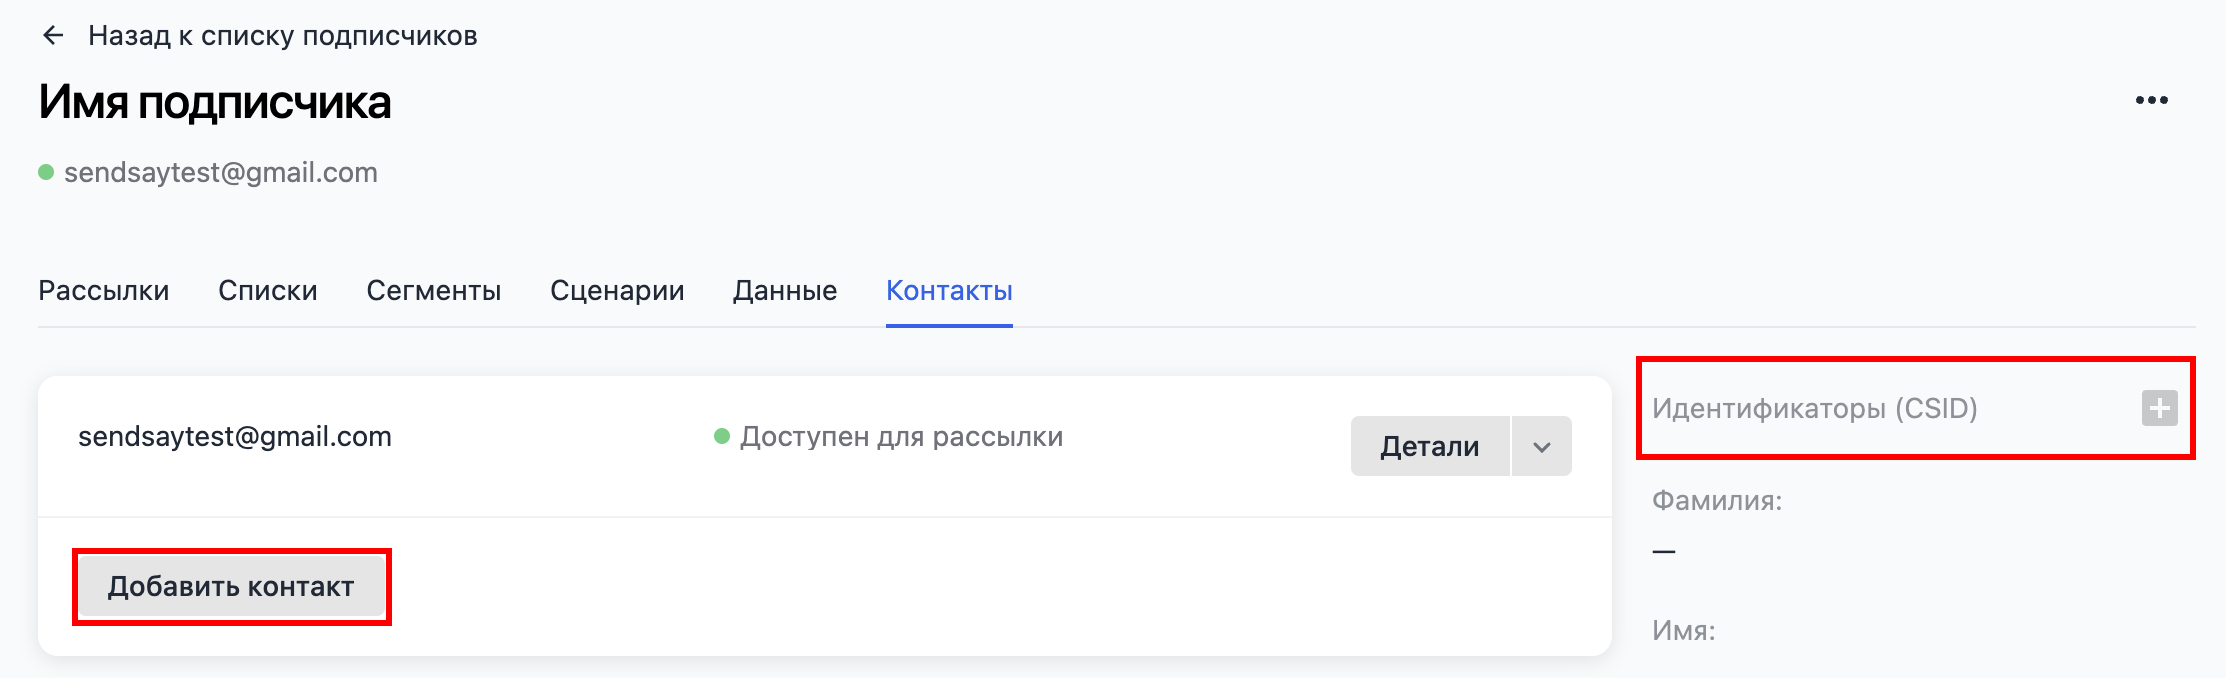 Назад к списку подписчиков
Имя подписчика
sendsaytest@gmail.com
Рассылки Списки Сегменты Сценарии Данные Контакты
sendsaytest@gmail.com Доступен для рассылки Детали
Добавить контакт
Идентификаторы (CSID)
Фамилия:
—
Имя: